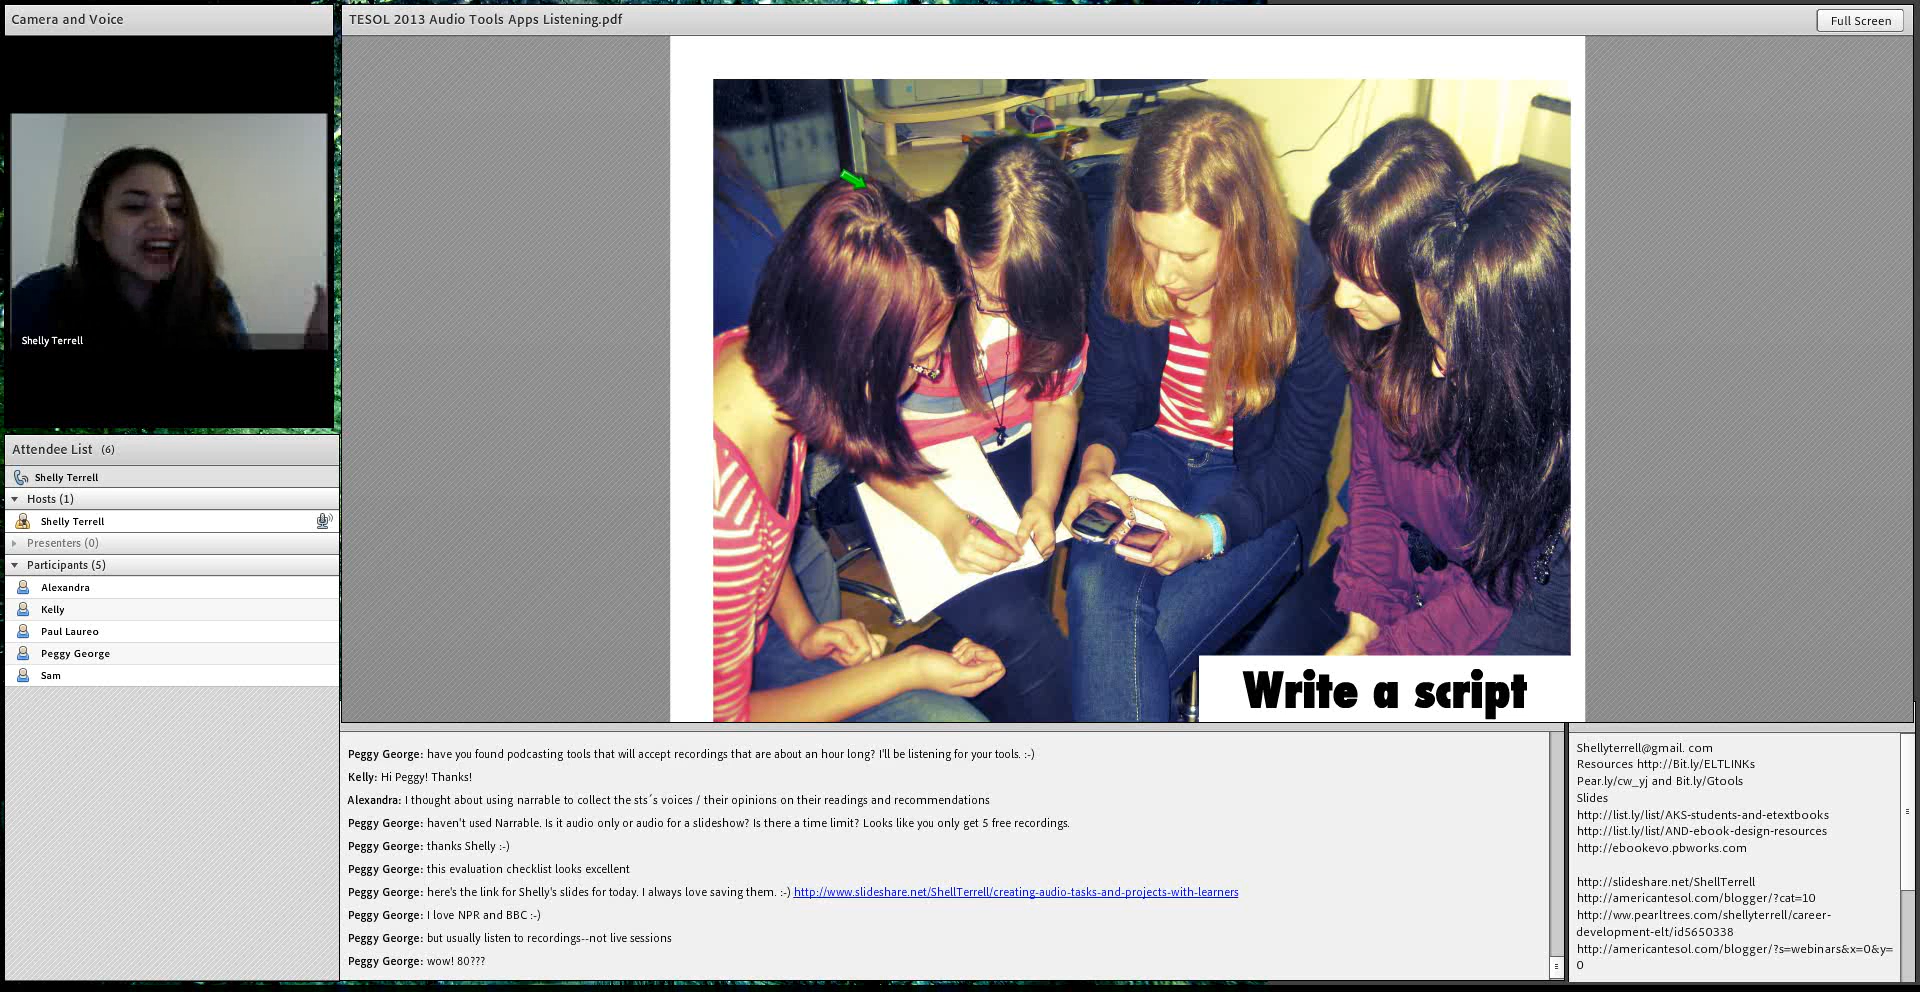 Camera and Voice
Shelly Terrell
Attendee List (6)
Shelly Terrell
Hosts (1)
Shelly Terrell
Presenters (0)
Participants (5)
Alexandra
Kelly
Paul Laureo
Peggy George
Sam
TESOL 2013 Audio Tools Apps Listening.pdf
Full Screen
Write a script
Peggy George: have you found podcasting tools that will accept recordings that are about an hour long? I'll be listening for your tools. :-)
Kelly: Hi Peggy! Thanks!
Alexandra: I thought about using narrable to collect the sts´s voices / their opinions on their readings and recommendations
Peggy George: haven't used Narrable. Is it audio only or audio for a slideshow? Is there a time limit? Looks like you only get 5 free recordings.
Peggy George: thanks Shelly :-)
Peggy George: this evaluation checklist looks excellent
Peggy George: here's the link for Shelly's slides for today. I always love saving them. :-) http://www.slideshare.net/ShellTerrell/creating-audio-tasks-and-projects-with-learners
Peggy George: I love NPR and BBC :-)
Peggy George: but usually listen to recordings--not live sessions
Peggy George: wow! 80???
Shellyterrell@gmail. com
Resources http://Bit.ly/ELTLINKs
Pear.ly/cw_yj and Bit.ly/Gtools
Slides
http://list.ly/list/AKS-students-and-etextbooks
http://list.ly/list/AND-ebook-design-resources
http://ebookevo.pbworks.com
http://slideshare.net/ShellTerrell
http://americantesol.com/blogger/?cat=10
http://ww.pearltrees.com/shellyterrell/career-
development-elt/id5650338
http://americantesol.com/blogger/?s=webinars&x=0&y=
0